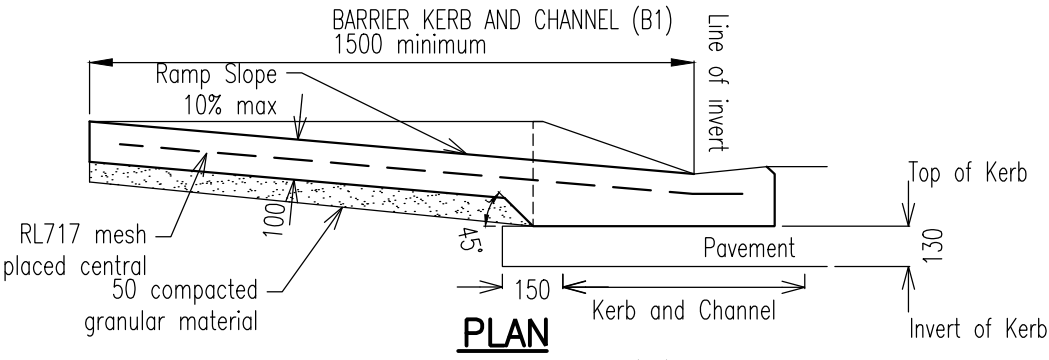 BARRIER KERB AND CHANNEL (B1)
1500 minimum
Line of invert
Ramp Slope
10% max
Top of Kerb
100
45°
RL717 mesh
placed central
Pavement
130
50 compacted
granular material
150
Kerb and Channel
PLAN
Invert of Kerb